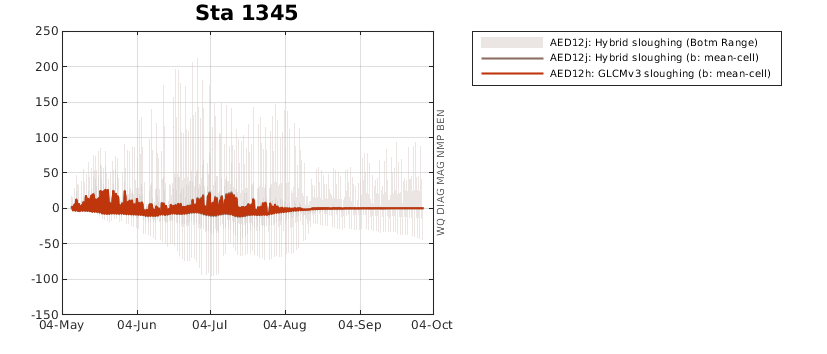 Sta 1345
250
200
150
100
50
0
-50
-100
-150
04-May 04-Jun 04-Jul 04-Aug 04-Sep 04-Oct
WQ DIAG MAG NMP BEN
AED12j: Hybrid sloughing (Botm Range)
AED12j: Hybrid sloughing (b: mean-cell)
AED12h: GLCMv3 sloughing (b: mean-cell)